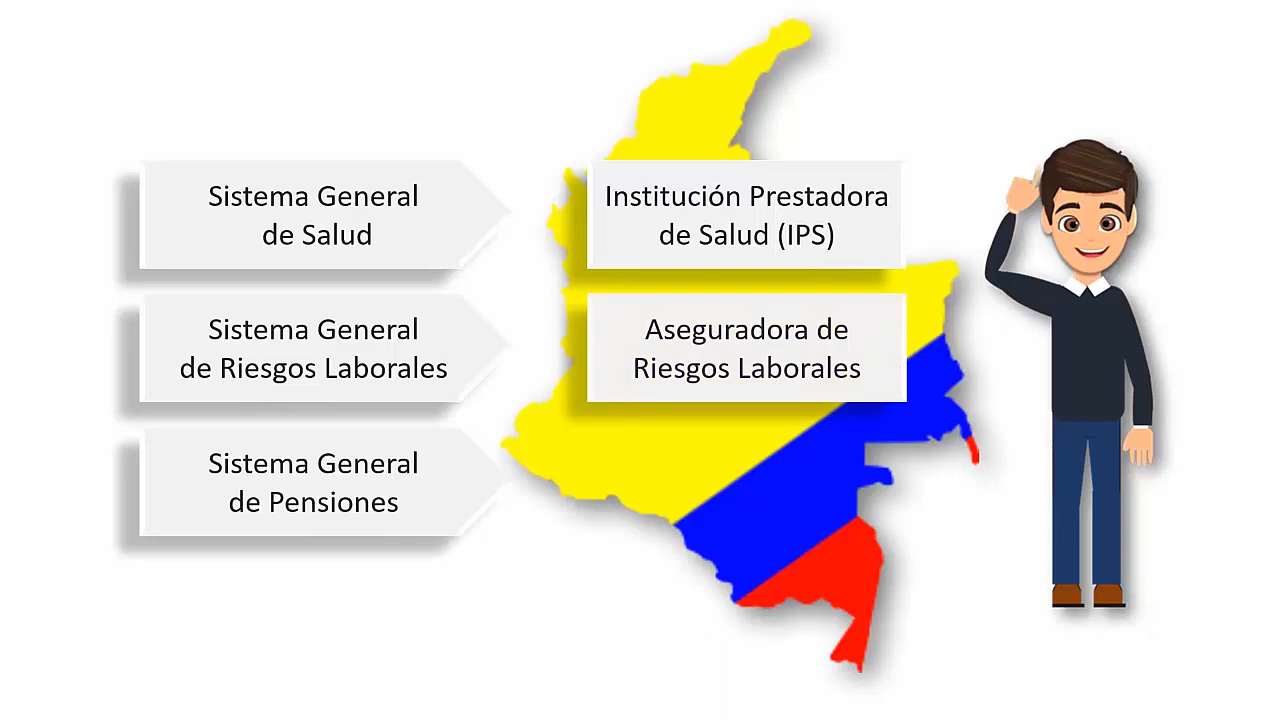 Sistema General
de Salud
Institución Prestadora
de Salud (IPS)
Sistema General
de Riesgos Laborales
Aseguradora de
Riesgos Laborales
Sistema General
de Pensiones